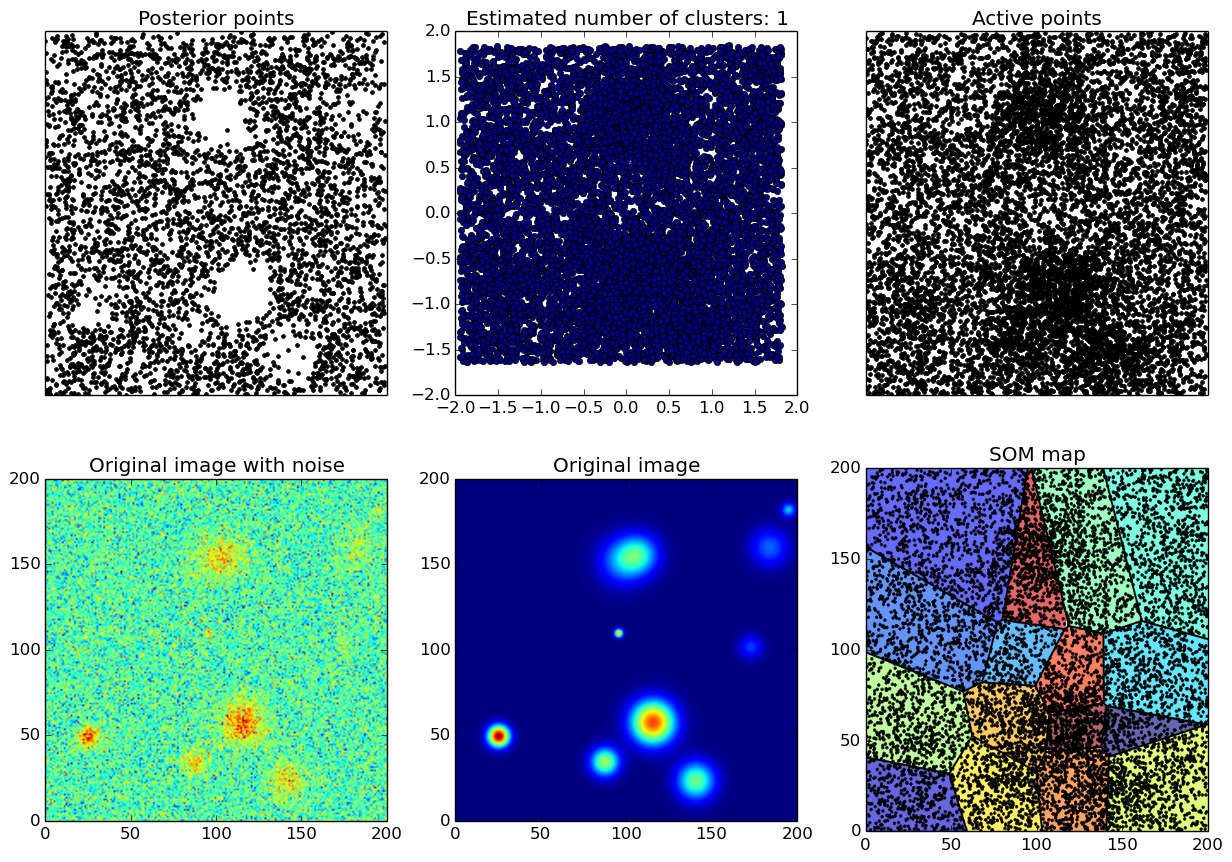 Posterior points
Estimated number of clusters: 1
Active points
2.0
1.5
1.0
0.5
0.0
−0.5
−1.0
−1.5
−2.0
−2.0 −1.5 −1.0 −0.5 0.0 0.5 1.0 1.5 2.0
Original image with noise
Original image
SOM map
200
150
100
50
0
0 50 100 150 200
200
150
100
50
0
0 50 100 150 200
200
150
100
50
0
0 50 100 150 200